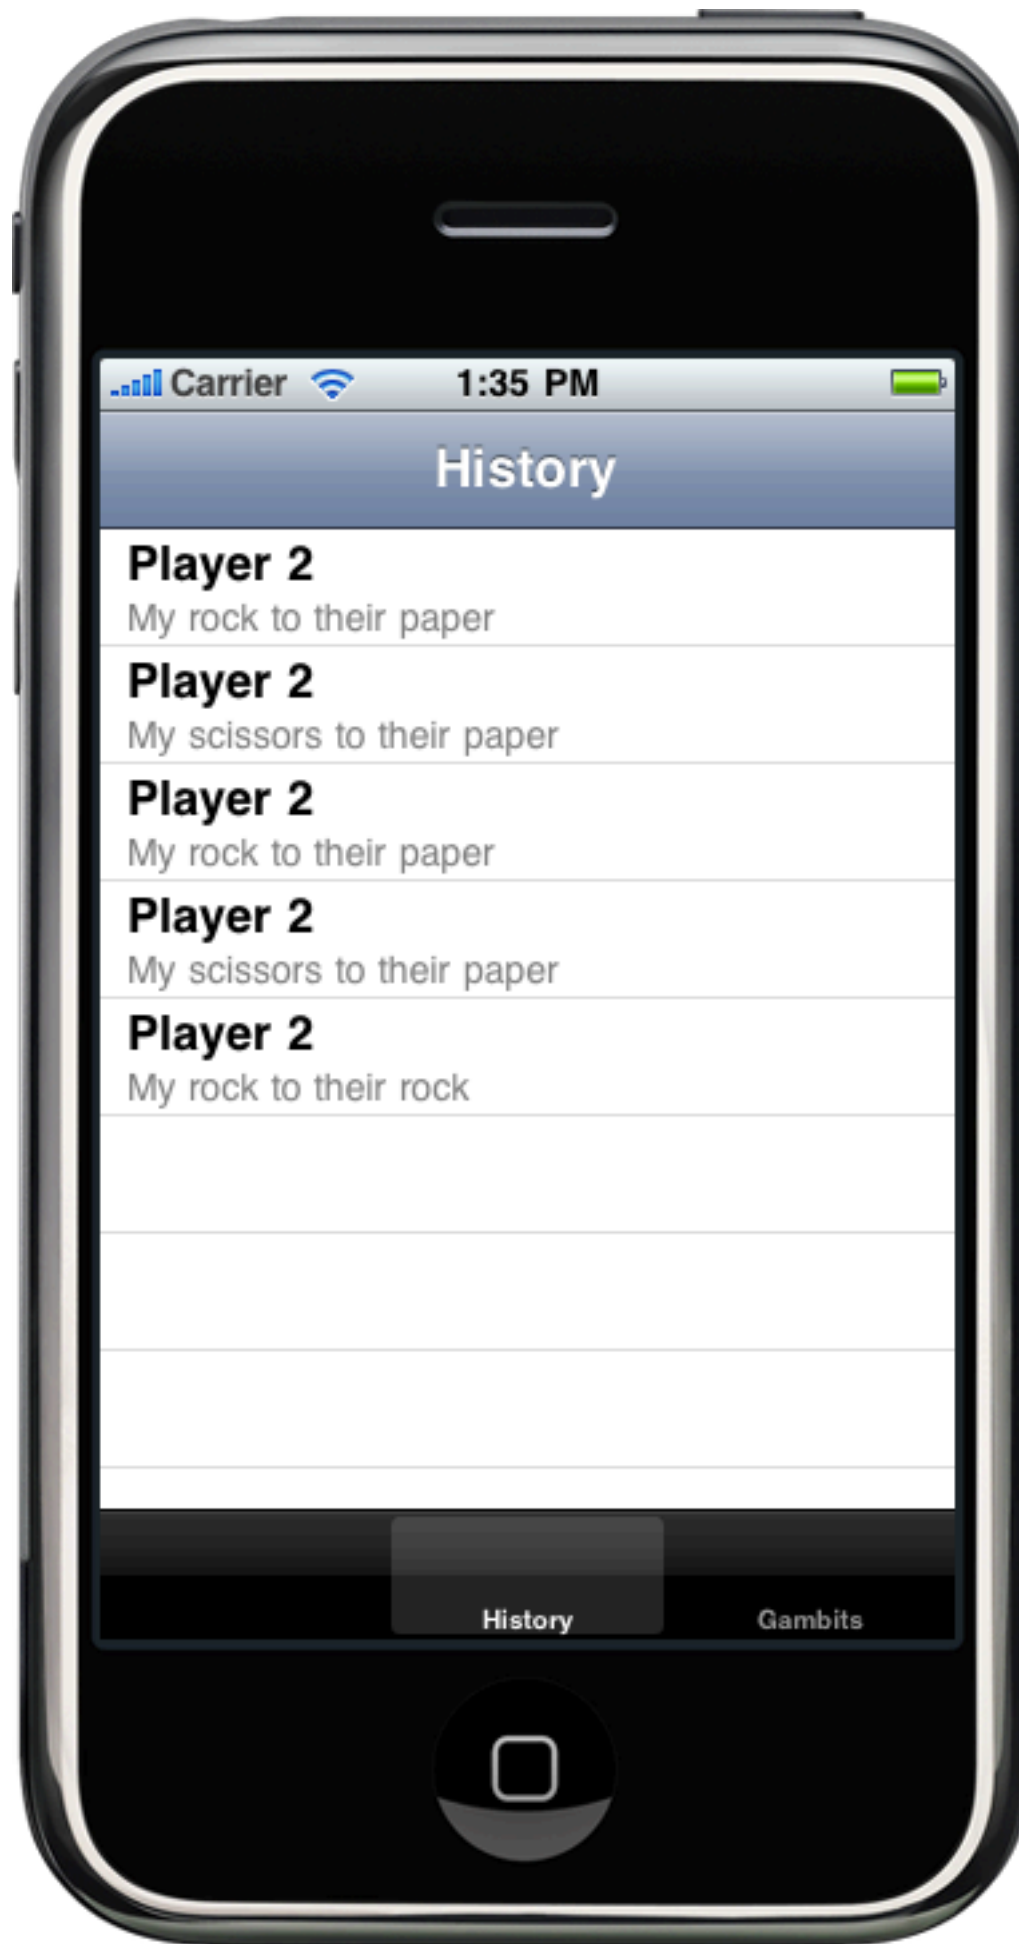 Carrier 1:35 PM
History
Player 2
My rock to their paper
Player 2
My scissors to their paper
Player 2
My rock to their paper
Player 2
My scissors to their paper
Player 2
My rock to their rock
History Gambits